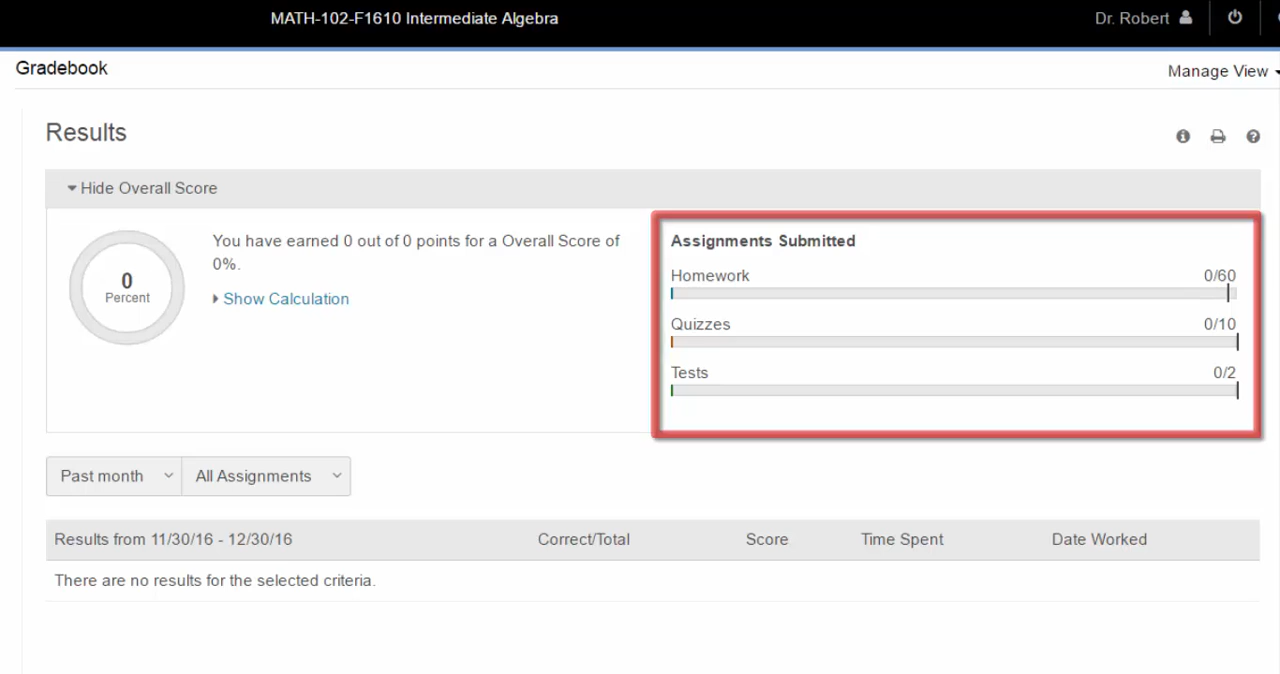 MATH-102-F1610 Intermediate Algebra
Dr. Robert
Gradebook
Manage View
Results
Hide Overall Score
0
Percent
You have earned 0 out of 0 points for a Overall Score of
0%.
Show Calculation
Assignments Submitted
Homework 0/60
Quizzes 0/10
Tests 0/2
Past month All Assignments
Results from 11/30/16 - 12/30/16 Correct/Total Score Time Spent Date Worked
There are no results for the selected criteria.